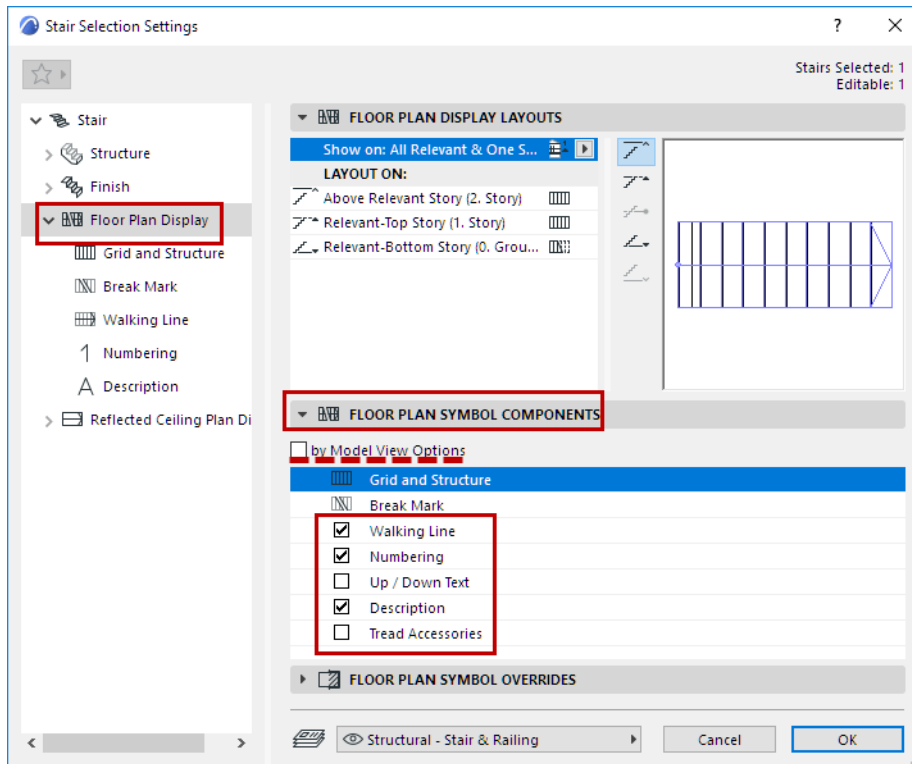 Stair Selection Settings
?
Stairs Selected: 1
Editable: 1
Stair
Structure
Finish
Floor Plan Display
Grid and Structure
Break Mark
Walking Line
1 Numbering
A Description
Reflected Ceiling Plan Di
FLOOR PLAN DISPLAY LAYOUTS
Show on: All Relevant & One S...
LAYOUT ON:
Above Relevant Story (2. Story)
Relevant-Top Story (1. Story)
Relevant-Bottom Story (0. Grou...
FLOOR PLAN SYMBOL COMPONENTS
by Model View Options
Grid and Structure
Break Mark
Walking Line
Numbering
Up / Down Text
Description
Tread Accessories
FLOOR PLAN SYMBOL OVERRIDES
Structural - Stair & Railing
Cancel
OK